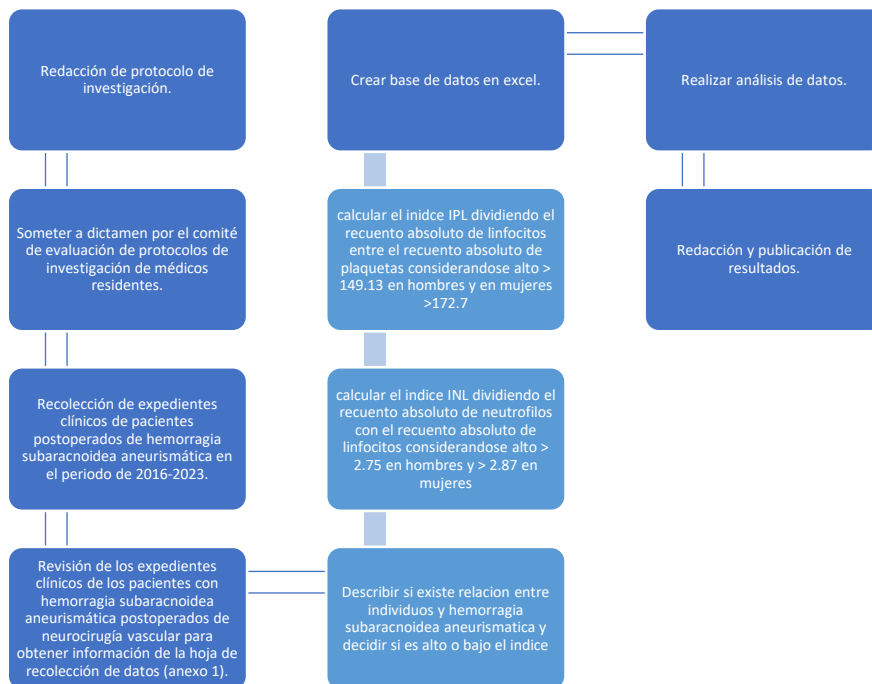 Redacción de protocolo de
investigación.
Someter a dictamen por el comité
de evaluación de protocolos de
investigación de médicos
residentes.
Recolección de expedientes
clínicos de pacientes
postoperados de hemorragia
subaracnoidea aneurismática en
el periodo de 2016-2023.
Revisión de los expedientes
clínicos de los pacientes con
hemorragia subaracnoidea
aneurismática postoperados de
neurocirugía vascular para
obtener información de la hoja de
recolección de datos (anexo 1).
Describir si existe relacion entre
individuos y hemorragia
subaracnoidea aneurismatica y
decidir si es alto o bajo el indice
calcular el indice INL dividiendo el
recuento absoluto de neutrofilos
con el recuento absoluto de
linfocitos considerandose alto >
2.75 en hombres y > 2.87 en
mujeres
calcular el inidce IPL dividiendo el
recuento absoluto de linfocitos
entre el recuento absoluto de
plaquetas considerandose alto >
149.13 en hombres y en mujeres
>172.7
Crear base de datos en excel.
Realizar análisis de datos.
Redacción y publicación de
resultados.